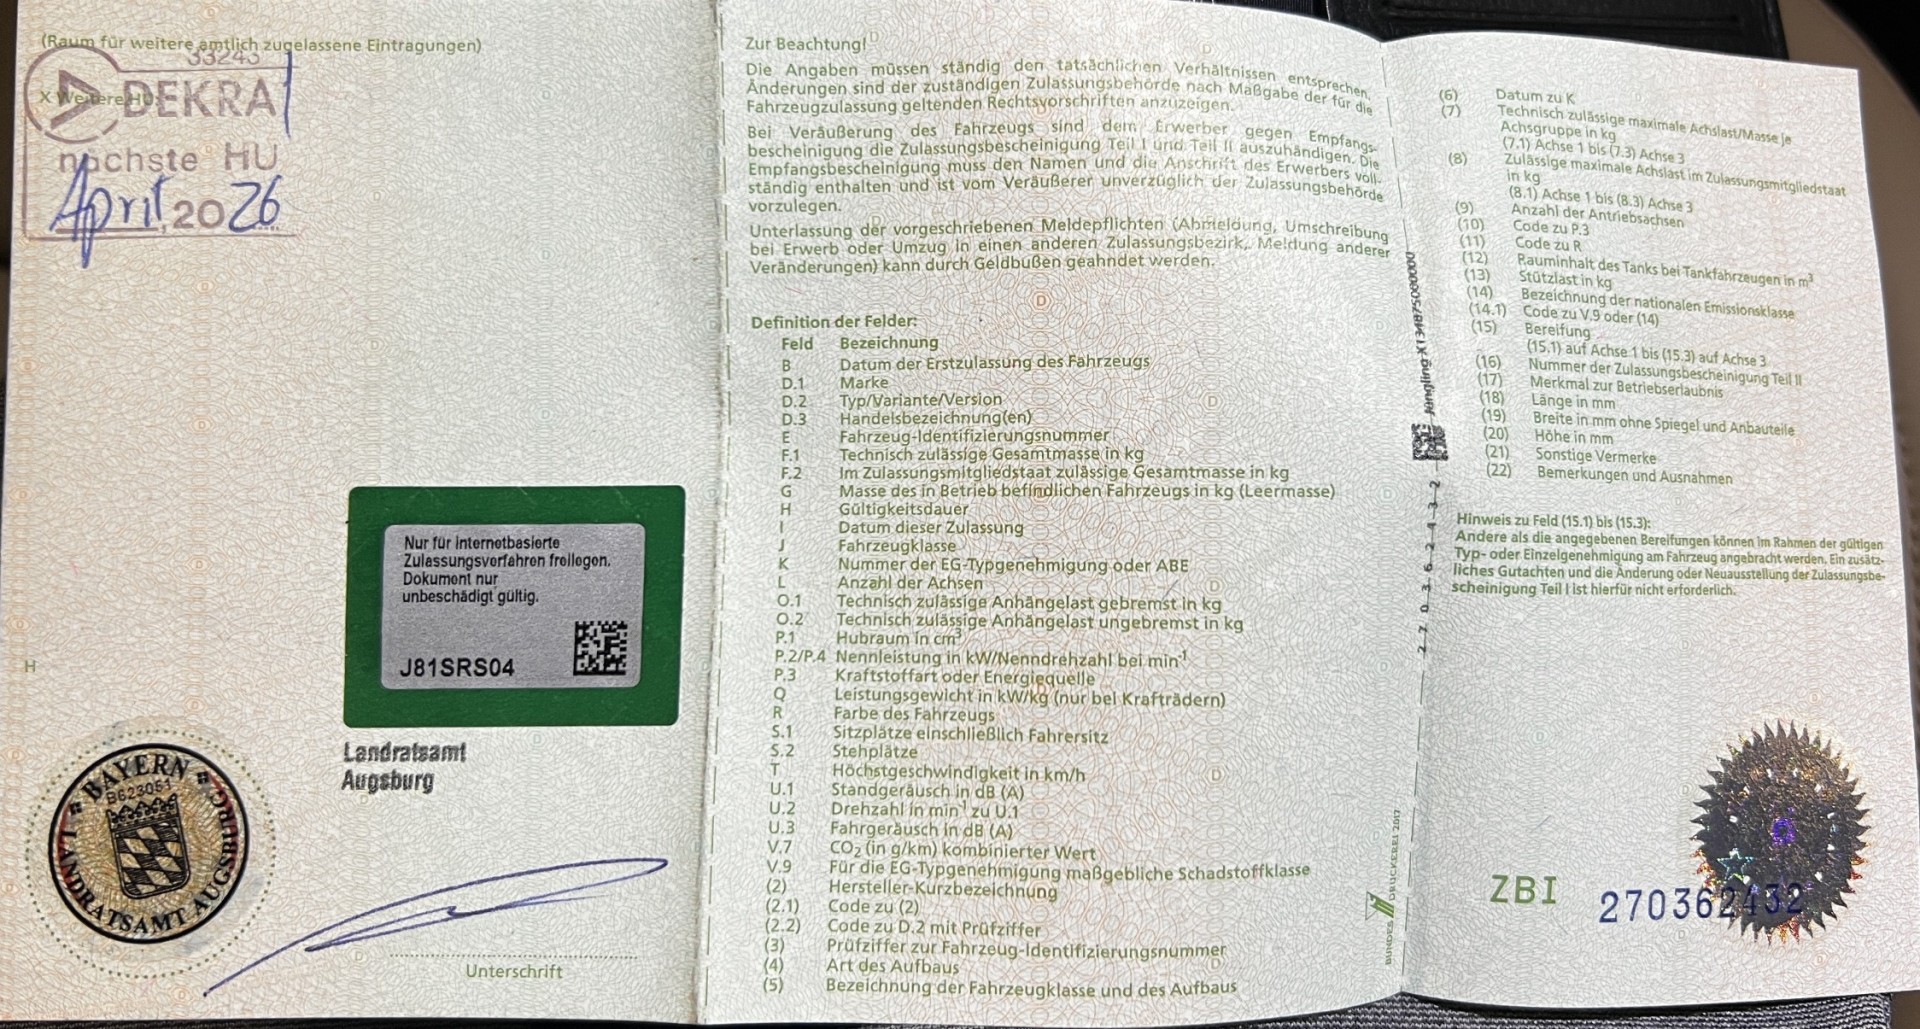 (Raum für weitere amtlich zugelassene Eintragungen)
33243
X Weitere HU
DEKRA
nächste HU
April, 2026
Nur für internetbasierte
Zulassungsverfahren freilegen.
Dokument nur
unbeschädigt gültig.
J81SRS04
H
Landratsamt
Augsburg
BAYERN
B623051
LANDRATSAMT AUGSBURG
Unterschrift
Zur Beachtung!
Die Angaben müssen ständig den tatsächlichen Verhältnissen entsprechen,
Änderungen sind der zuständigen Zulassungsbehörde nach Maßgabe der für die
Fahrzeugzulassung geltenden Rechtsvorschriften anzuzeigen.
Bei Veräußerung des Fahrzeugs sind dem Erwerber gegen Empfangs-
bescheinigung die Zulassungsbescheinigung Teil I und Teil II auszuhändigen. Die
Empfangsbescheinigung muss den Namen und die Anschrift des Erwerbers voll-
ständig enthalten und ist vom Veräußerer unverzüglich der Zulassungsbehörde
vorzulegen.
Unterlassung der vorgeschriebenen Meldepflichten (Abmeldung, Umschreibung
bei Erwerb oder Umzug in einen anderen Zulassungsbezirk, Meldung anderer
Veränderungen) kann durch Geldbußen geahndet werden.
Definition der Felder:
Feld Bezeichnung
B Datum der Erstzulassung des Fahrzeugs
D.1 Marke
D.2 Typ/Variante/Version
D.3 Handelsbezeichnung(en)
E Fahrzeug-Identifizierungsnummer
F.1 Technisch zulässige Gesamtmasse in kg
F.2 Im Zulassungsmitgliedstaat zulässige Gesamtmasse in kg
G Masse des in Betrieb befindlichen Fahrzeugs in kg (Leermasse)
H Gültigkeitsdauer
I Datum dieser Zulassung
J Fahrzeugklasse
K Nummer der EG-Typgenehmigung oder ABE
L Anzahl der Achsen
O.1 Technisch zulässige Anhängelast gebremst in kg
O.2 Technisch zulässige Anhängelast ungebremst in kg
P.1 Hubraum in cm³
P.2/P.4 Nennleistung in kW/Nenndrehzahl bei min⁻¹
P.3 Kraftstoffart oder Energiequelle
Q Leistungsgewicht in kW/kg (nur bei Krafträdern)
R Farbe des Fahrzeugs
S.1 Sitzplätze einschließlich Fahrersitz
S.2 Stehplätze
T Höchstgeschwindigkeit in km/h
U.1 Standgeräusch in dB (A)
U.2 Drehzahl in min⁻¹ zu U.1
U.3 Fahrgeräusch in dB (A)
V.7 CO₂ (in g/km) kombinierter Wert
V.9 Für die EG-Typgenehmigung maßgebliche Schadstoffklasse
(2) Hersteller-Kurzbezeichnung
(2.1) Code zu (2)
(2.2) Code zu D.2 mit Prüfziffer
(3) Prüfziffer zur Fahrzeug-Identifizierungsnummer
(4) Art des Aufbaus
(5) Bezeichnung der Fahrzeugklasse und des Aufbaus
BUNDESDRUCKEREI 2017
2-7-0-3-6-2-4-3-2
(6) Datum zu K
(7) Technisch zulässige maximale Achslast/Masse je
Achsgruppe in kg
(7.1) Achse 1 bis (7.3) Achse 3
(8) Zulässige maximale Achslast im Zulassungsmitgliedstaat
in kg
(8.1) Achse 1 bis (8.3) Achse 3
(9) Anzahl der Antriebsachsen
(10) Code zu P.3
(11) Code zu R
(12) Rauminhalt des Tanks bei Tankfahrzeugen in m³
(13) Stützlast in kg
(14) Bezeichnung der nationalen Emissionsklasse
(14.1) Code zu V.9 oder (14)
(15) Bereifung
(15.1) auf Achse 1 bis (15.3) auf Achse 3
(16) Nummer der Zulassungsbescheinigung Teil II
(17) Merkmal zur Betriebserlaubnis
(18) Länge in mm
(19) Breite in mm ohne Spiegel und Anbauteile
(20) Höhe in mm
(21) Sonstige Vermerke
(22) Bemerkungen und Ausnahmen
Hinweis zu Feld (15.1) bis (15.3):
Andere als die angegebenen Bereifungen können im Rahmen der gültigen
Typ- oder Einzelgenehmigung am Fahrzeug angebracht werden. Ein zusätz-
liches Gutachten und die Änderung oder Neuausstellung der Zulassungsbe-
scheinigung Teil I ist hierfür nicht erforderlich.
ZBI 270362432